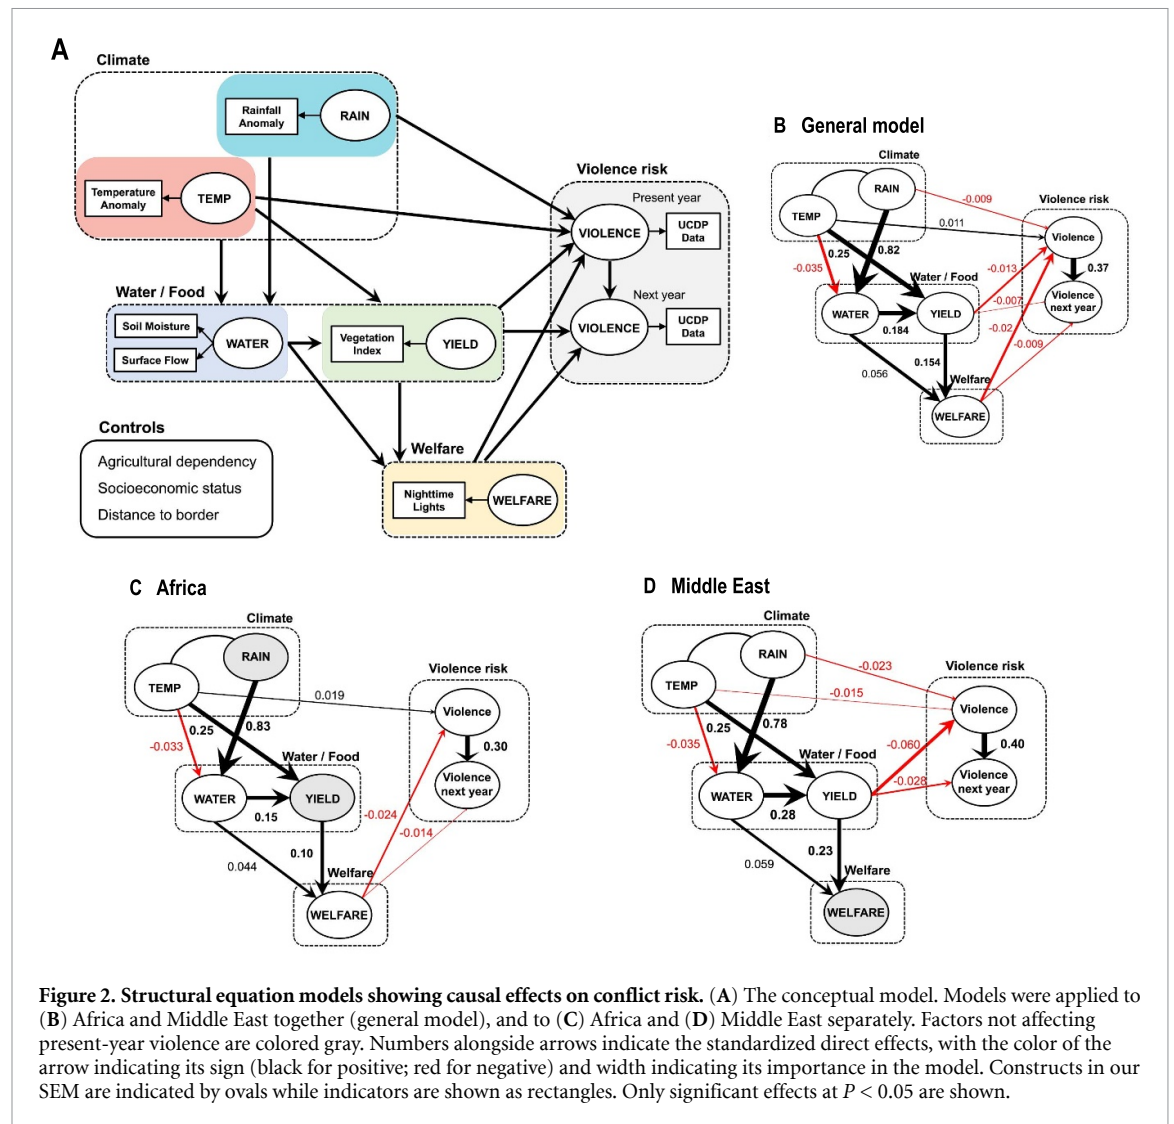 A
Climate
Rainfall
Anomaly
RAIN
Temperature
Anomaly
TEMP
Violence risk
Present year
VIOLENCE
UCDP
Data
Next year
VIOLENCE
UCDP
Data
Water / Food
Soil Moisture
Surface Flow
WATER
Vegetation
Index
YIELD
Controls
Agricultural dependency
Socioeconomic status
Distance to border
Welfare
Nighttime
Lights
WELFARE
B General model
Climate
RAIN
TEMP
-0.009
0.011
Violence risk
Violence
0.37
Violence
next year
0.25
0.82
-0.035
Water / Food
WATER
0.184
YIELD
-0.013
-0.007
-0.02
-0.009
0.056
0.154
Welfare
WELFARE
C Africa
Climate
RAIN
TEMP
0.019
Violence risk
Violence
0.30
Violence
next year
0.25
0.83
-0.033
Water / Food
WATER
0.15
YIELD
-0.024
-0.014
0.044
0.10
Welfare
WELFARE
D Middle East
Climate
RAIN
TEMP
-0.023
-0.015
Violence risk
Violence
0.40
Violence
next year
0.25
0.78
-0.035
Water / Food
WATER
0.28
YIELD
-0.060
-0.028
0.059
0.23
Welfare
WELFARE
Figure 2. Structural equation models showing causal effects on conflict risk. (A) The conceptual model. Models were applied to
(B) Africa and Middle East together (general model), and to (C) Africa and (D) Middle East separately. Factors not affecting
present-year violence are colored gray. Numbers alongside arrows indicate the standardized direct effects, with the color of the
arrow indicating its sign (black for positive; red for negative) and width indicating its importance in the model. Constructs in our
SEM are indicated by ovals while indicators are shown as rectangles. Only significant effects at P < 0.05 are shown.